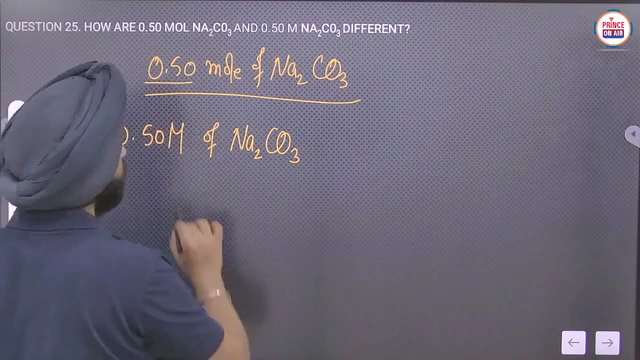 QUESTION 25. HOW ARE 0.50 MOL NA₂CO₃ AND 0.50 M NA₂CO₃ DIFFERENT?
PRINCE
ON AIR
0.50 mole of Na₂CO₃
0.50M of Na₂CO₃